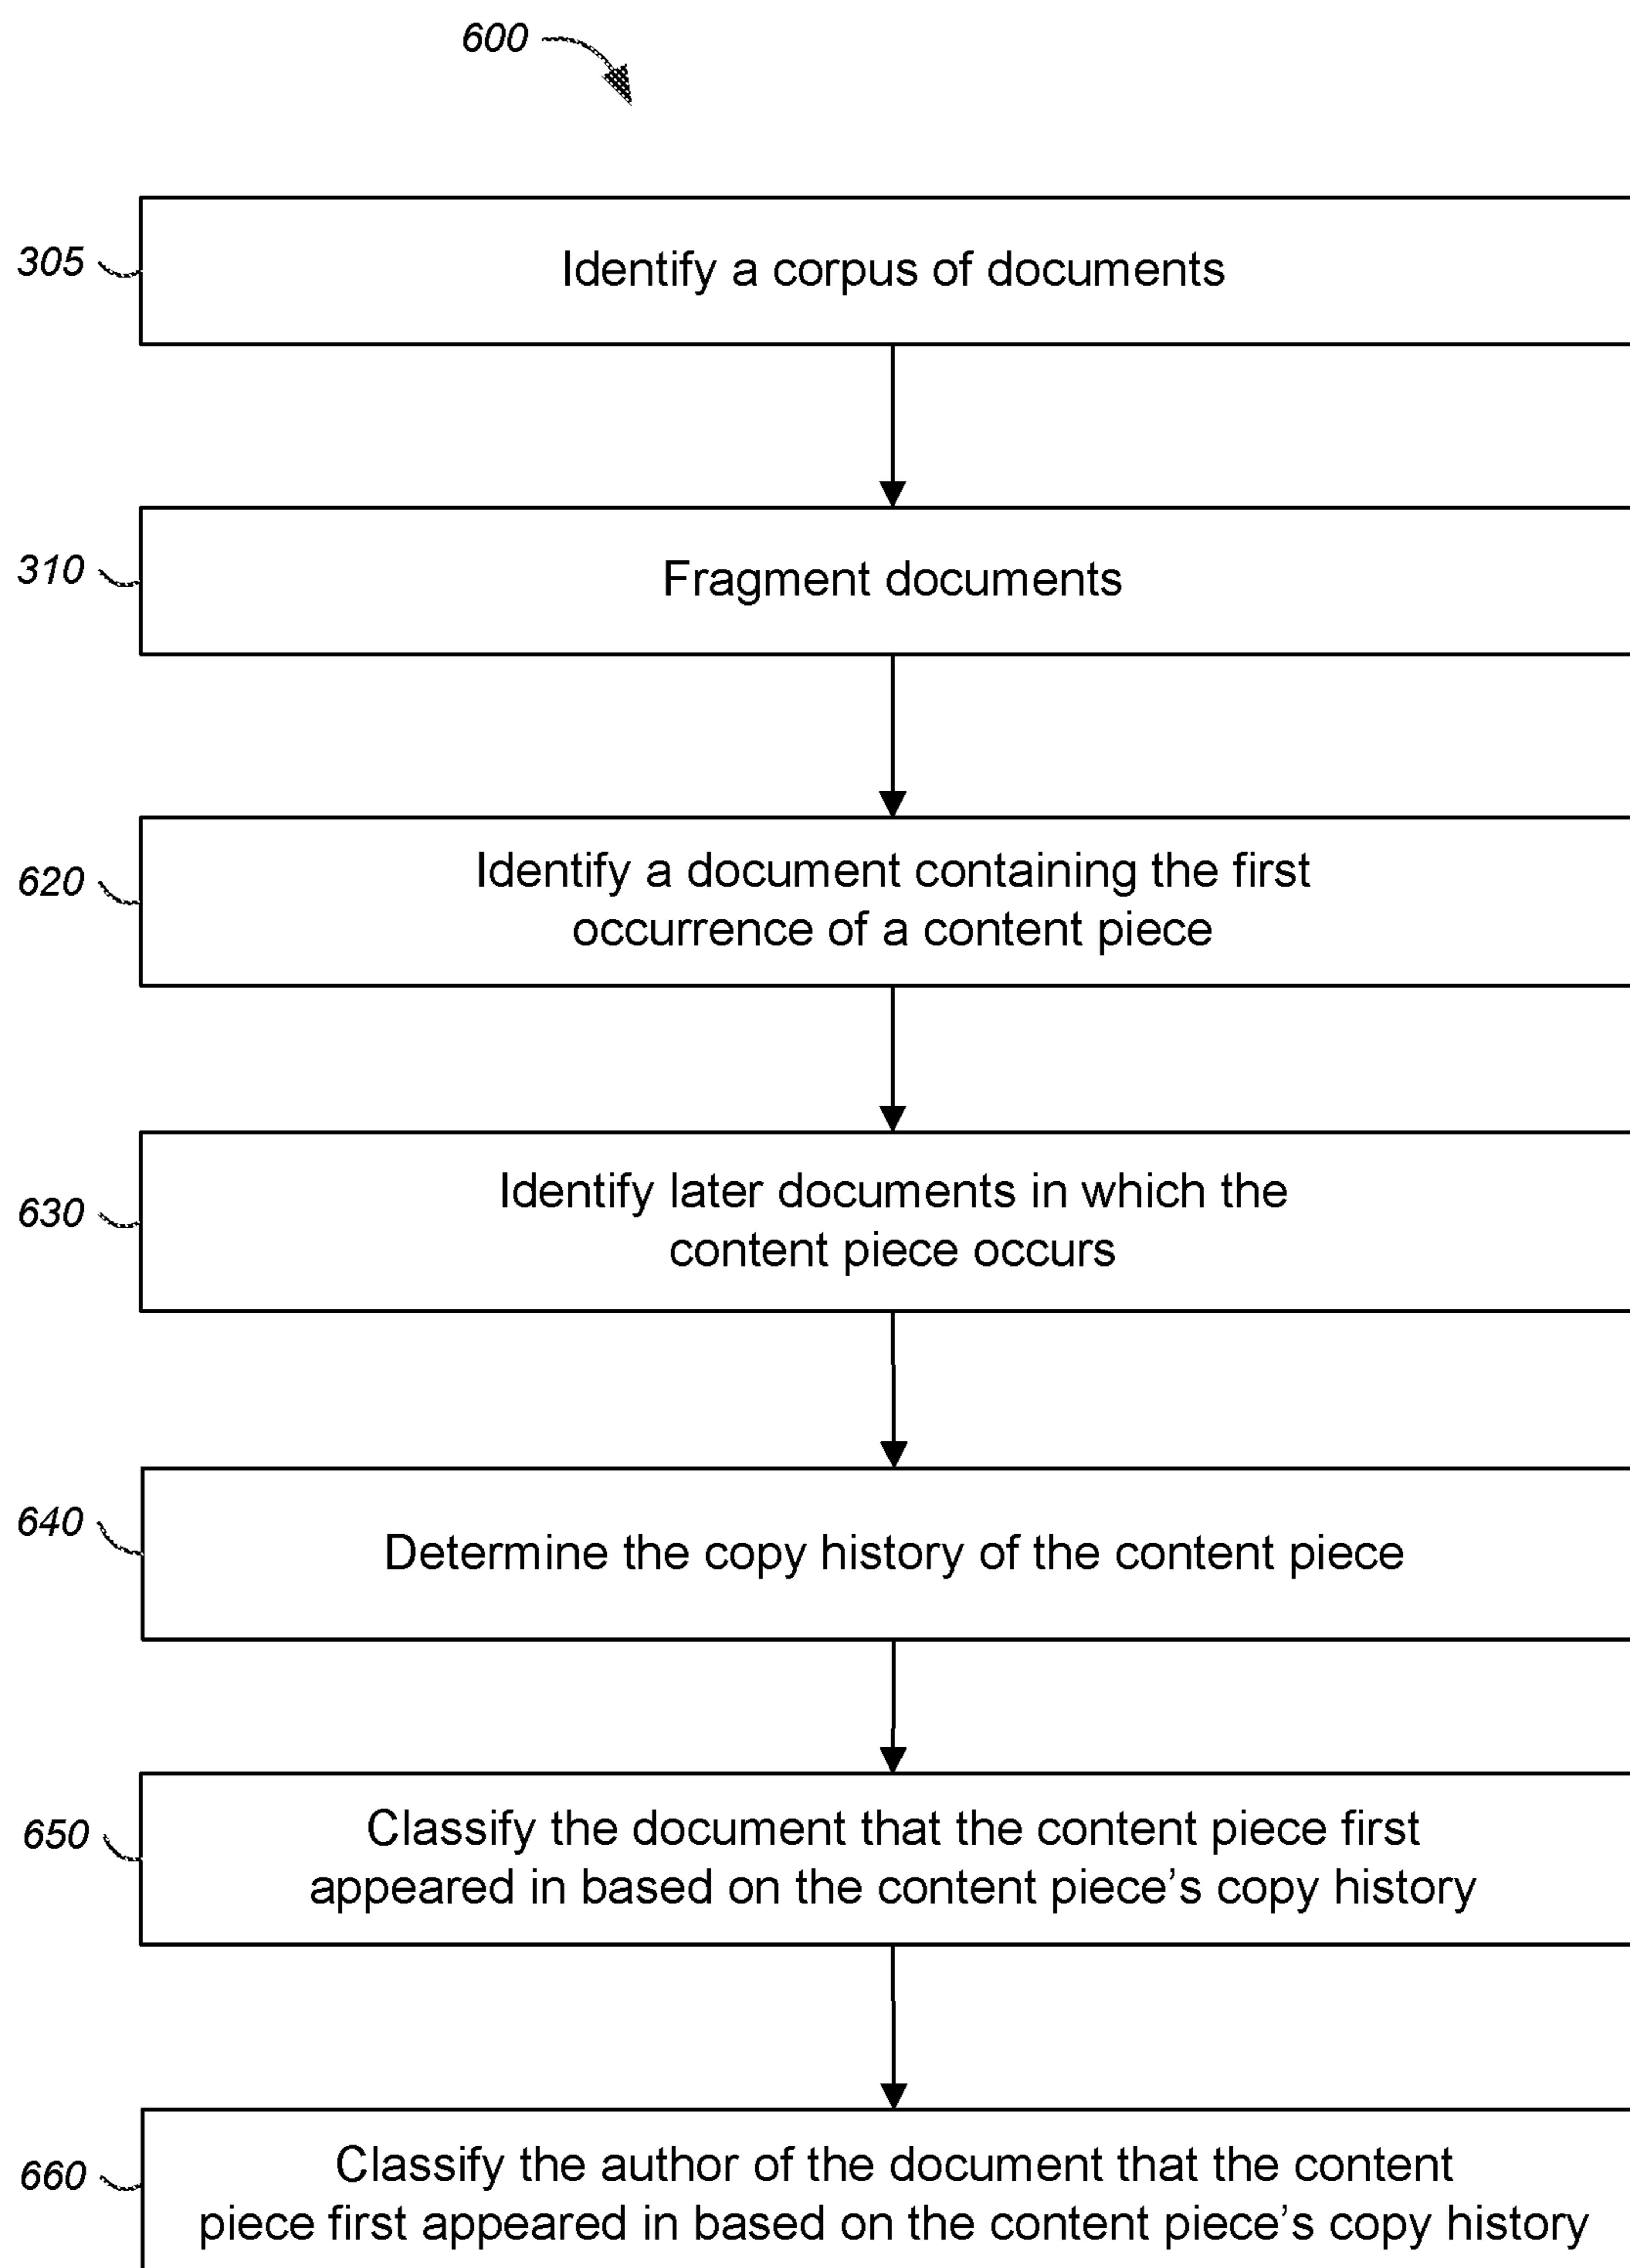 600
305
Identify a corpus of documents
310
Fragment documents
620
Identify a document containing the first
occurrence of a content piece
630
Identify later documents in which the
content piece occurs
640
Determine the copy history of the content piece
650
Classify the document that the content piece first
appeared in based on the content piece’s copy history
660
Classify the author of the document that the content
piece first appeared in based on the content piece’s copy history